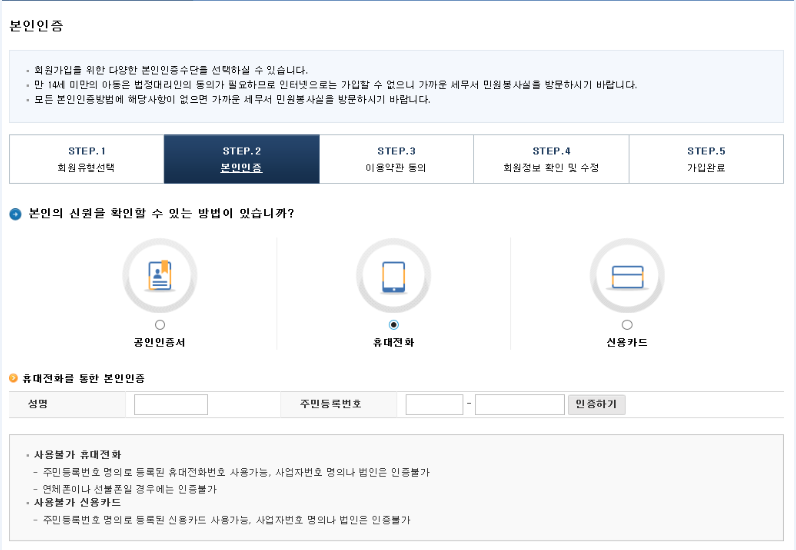 본인인증
· 회원가입을 위한 다양한 본인인증수단을 선택하실 수 있습니다.
· 만 14세 미만의 아동은 법정대리인의 동의가 필요하므로 인터넷으로는 가입할 수 없으니 가까운 세무서 민원봉사실을 방문하시기 바랍니다.
· 모든 본인인증방법에 해당사항이 없으면 가까운 세무서 민원봉사실을 방문하시기 바랍니다.
STEP.1 STEP.2 STEP.3 STEP.4 STEP.5
회원유형선택 본인인증 이용약관 동의 회원정보 확인 및 수정 가입완료
본인의 신원을 확인할 수 있는 방법이 있습니까?
공인인증서 휴대전화 신용카드
휴대전화를 통한 본인인증
성명 주민등록번호 - 인증하기
· 사용불가 휴대전화
- 주민등록번호 명의로 등록된 휴대전화번호 사용가능, 사업자번호 명의나 법인은 인증불가
- 연체폰이나 선불폰일 경우에는 인증불가
· 사용불가 신용카드
- 주민등록번호 명의로 등록된 신용카드 사용가능, 사업자번호 명의나 법인은 인증불가